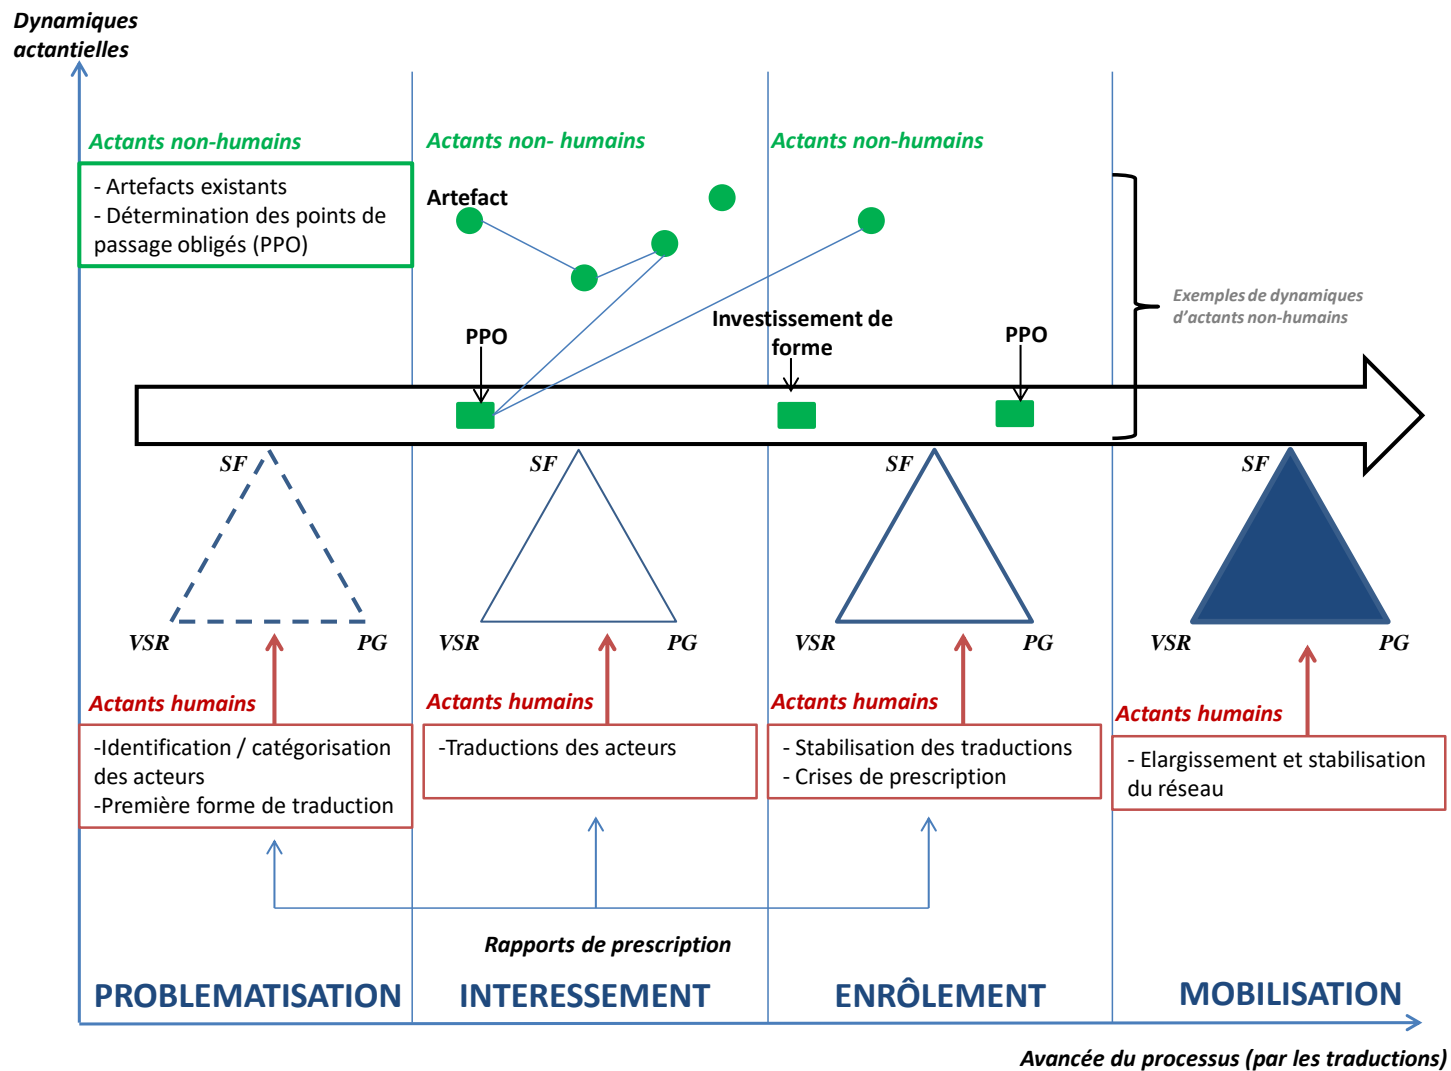 Dynamiques
actantielles
Actants non-humains
- Artefacts existants
- Détermination des points de
passage obligés (PPO)
Actants non- humains
Artefact
PPO
Investissement de
forme
Actants non-humains
PPO
Exemples de dynamiques
d'actants non-humains
SF
VSR
PG
SF
VSR
PG
SF
VSR
PG
SF
VSR
PG
Actants humains
-Identification / catégorisation
des acteurs
-Première forme de traduction
Actants humains
-Traductions des acteurs
Actants humains
- Stabilisation des traductions
- Crises de prescription
Actants humains
- Elargissement et stabilisation
du réseau
Rapports de prescription
PROBLEMATISATION
INTERESSEMENT
ENRÔLEMENT
MOBILISATION
Avancée du processus (par les traductions)